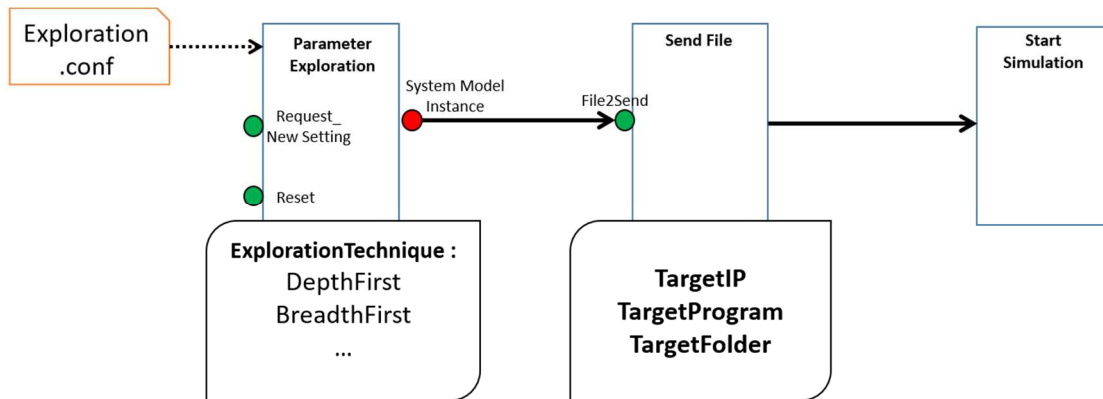 Exploration
.conf
Parameter
Exploration
Request_
New Setting
Reset
System Model
Instance
ExplorationTechnique :
DepthFirst
BreadthFirst
...
Send File
File2Send
TargetIP
TargetProgram
TargetFolder
Start
Simulation